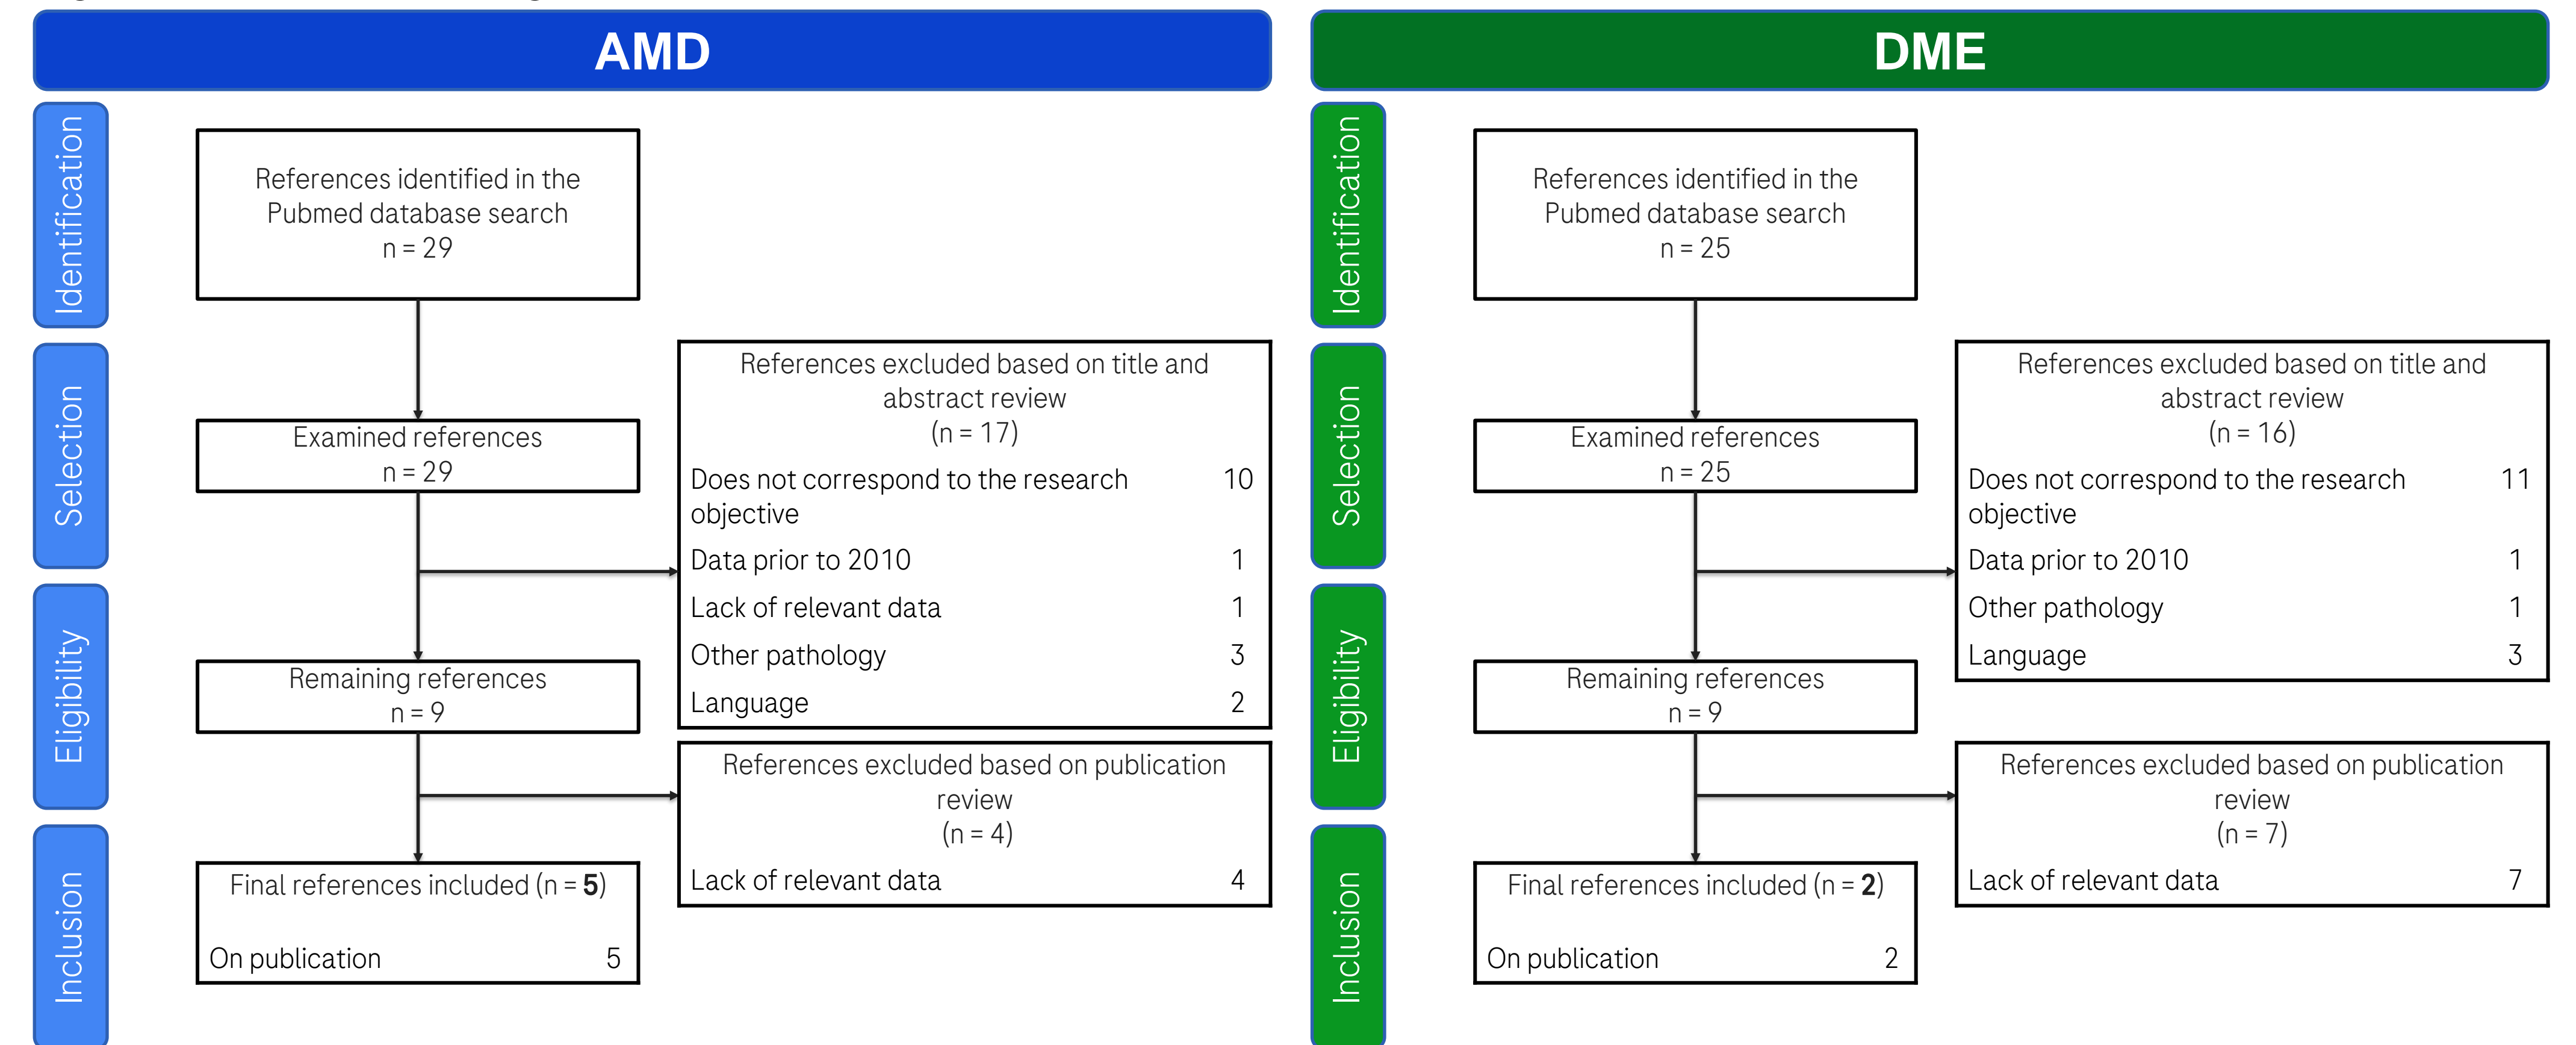 AMD
Identification
References identified in the
Pubmed database search
n = 29
Selection
Examined references
n = 29
References excluded based on title and
abstract review
(n = 17)
Does not correspond to the research 10
objective
Data prior to 2010 1
Lack of relevant data 1
Other pathology 3
Language 2
Eligibility
Remaining references
n = 9
References excluded based on publication
review
(n = 4)
Lack of relevant data 4
Inclusion
Final references included (n = 5)
On publication 5
DME
Identification
References identified in the
Pubmed database search
n = 25
Selection
Examined references
n = 25
References excluded based on title and
abstract review
(n = 16)
Does not correspond to the research 11
objective
Data prior to 2010 1
Other pathology 1
Language 3
Eligibility
Remaining references
n = 9
References excluded based on publication
review
(n = 7)
Lack of relevant data 7
Inclusion
Final references included (n = 2)
On publication 2